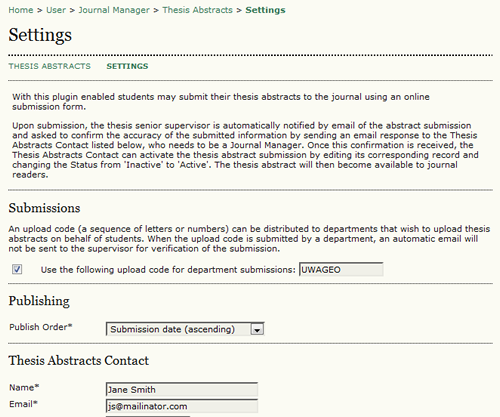 Home > User > Journal Manager > Thesis Abstracts > Settings
Settings
THESIS ABSTRACTS SETTINGS
With this plugin enabled students may submit their thesis abstracts to the journal using an online
submission form.
Upon submission, the thesis senior supervisor is automatically notified by email of the abstract submission
and asked to confirm the accuracy of the submitted information by sending an email response to the Thesis
Abstracts Contact listed below, who needs to be a Journal Manager. Once this confirmation is received, the
Thesis Abstracts Contact can activate the thesis abstract submission by editing its corresponding record and
changing the Status from 'Inactive' to 'Active'. The thesis abstract will then become available to journal
readers.
Submissions
An upload code (a sequence of letters or numbers) can be distributed to departments that wish to upload thesis
abstracts on behalf of students. When the upload code is submitted by a department, an automatic email will
not be sent to the supervisor for verification of the submission.
Use the following upload code for department submissions: UWAGEO
Publishing
Publish Order* Submission date (ascending)
Thesis Abstracts Contact
Name* Jane Smith
Email* js@mailinator.com